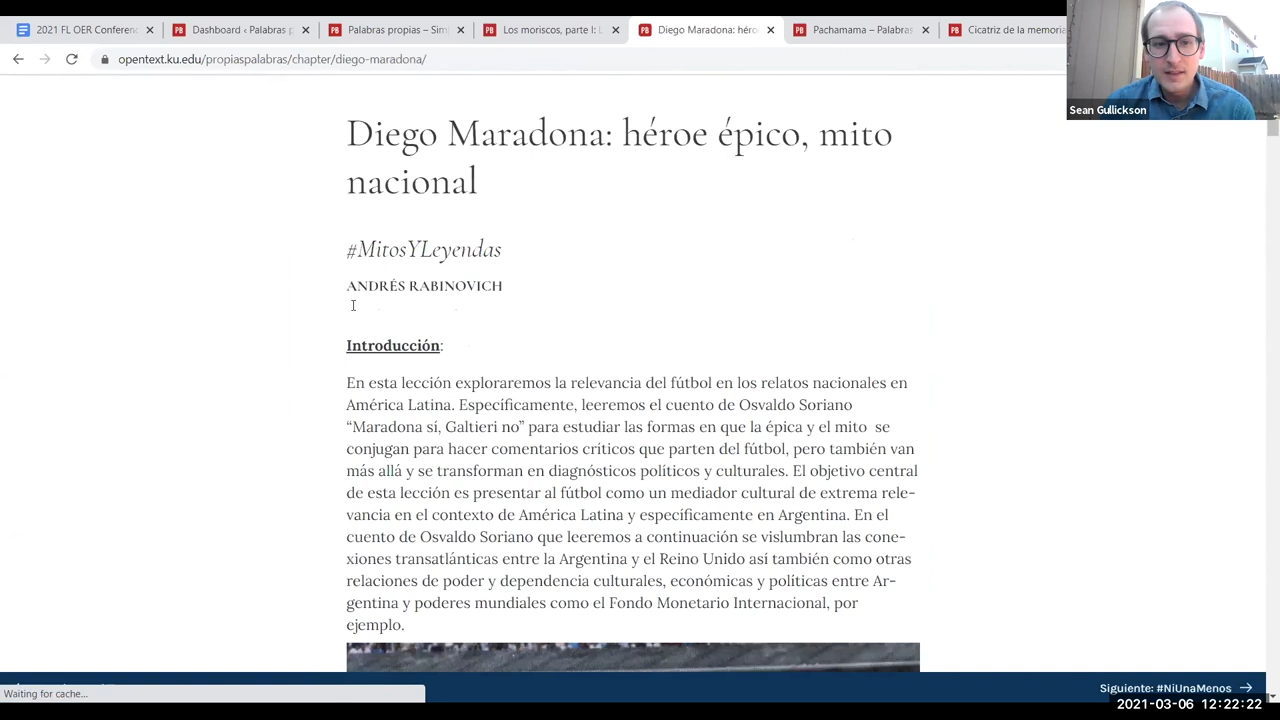 2021 FL OER Conferenc
Dashboard ‹ Palabras p
Palabras propias – Sim
Los moriscos, parte I: L
Diego Maradona: héro
Pachamama – Palabras
Cicatriz de la memoria
opentext.ku.edu/propiaspalabras/chapter/diego-maradona/
Sean Gullickson
Diego Maradona: héroe épico, mito
nacional
#MitosYLeyendas
ANDRÉS RABINOVICH
Introducción:
En esta lección exploraremos la relevancia del fútbol en los relatos nacionales en
América Latina. Específicamente, leeremos el cuento de Osvaldo Soriano
“Maradona sí, Galtieri no” para estudiar las formas en que la épica y el mito se
conjugan para hacer comentarios críticos que parten del fútbol, pero también van
más allá y se transforman en diagnósticos políticos y culturales. El objetivo central
de esta lección es presentar al fútbol como un mediador cultural de extrema rele-
vancia en el contexto de América Latina y específicamente en Argentina. En el
cuento de Osvaldo Soriano que leeremos a continuación se vislumbran las cone-
xiones transatlánticas entre la Argentina y el Reino Unido así también como otras
relaciones de poder y dependencia culturales, económicas y políticas entre Ar-
gentina y poderes mundiales como el Fondo Monetario Internacional, por
ejemplo.
Waiting for cache...
Siguiente: #NiUnaMenos →
2021-03-06 12:22:22